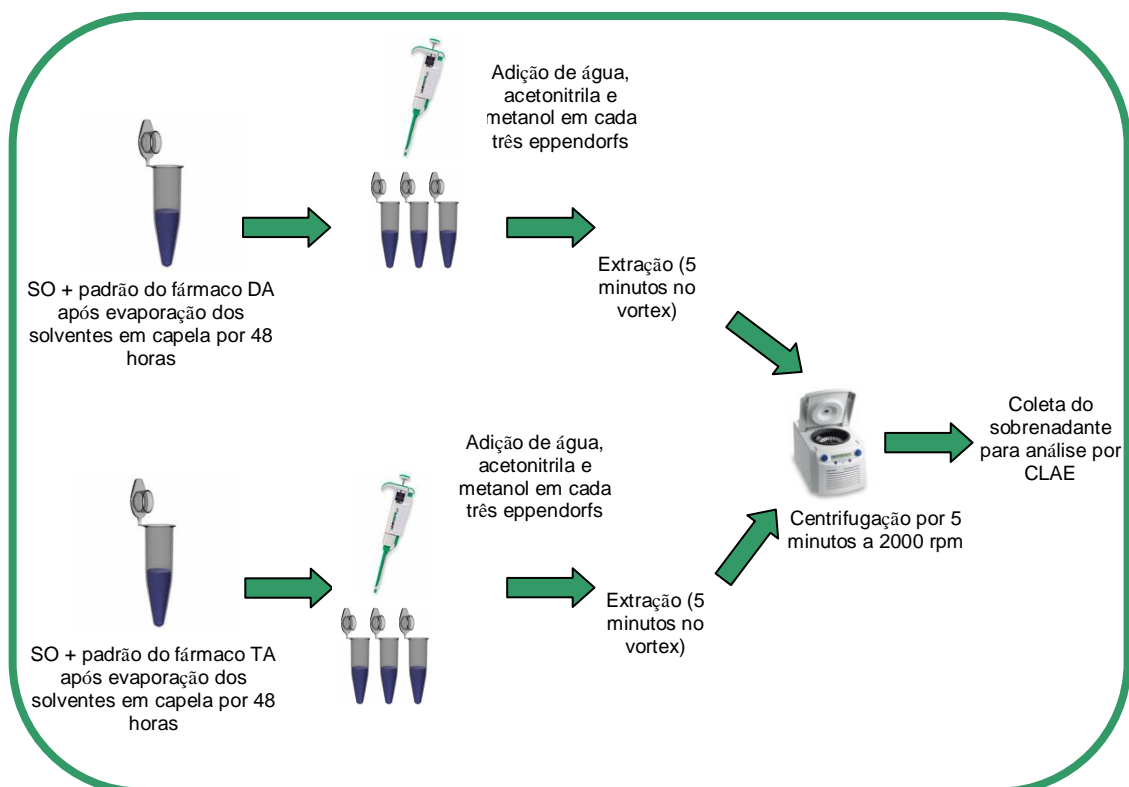 Adição de água,
acetonitrila e
metanol em cada
três eppendorfs
SO + padrão do fármaco DA
após evaporação dos
solventes em capela por 48
horas
Extração (5
minutos no
vortex)
Adição de água,
acetonitrila e
metanol em cada
três eppendorfs
SO + padrão do fármaco TA
após evaporação dos
solventes em capela por 48
horas
Extração (5
minutos no
vortex)
Centrifugação por 5
minutos a 2000 rpm
Coleta do
sobrenadante
para análise por
CLAE